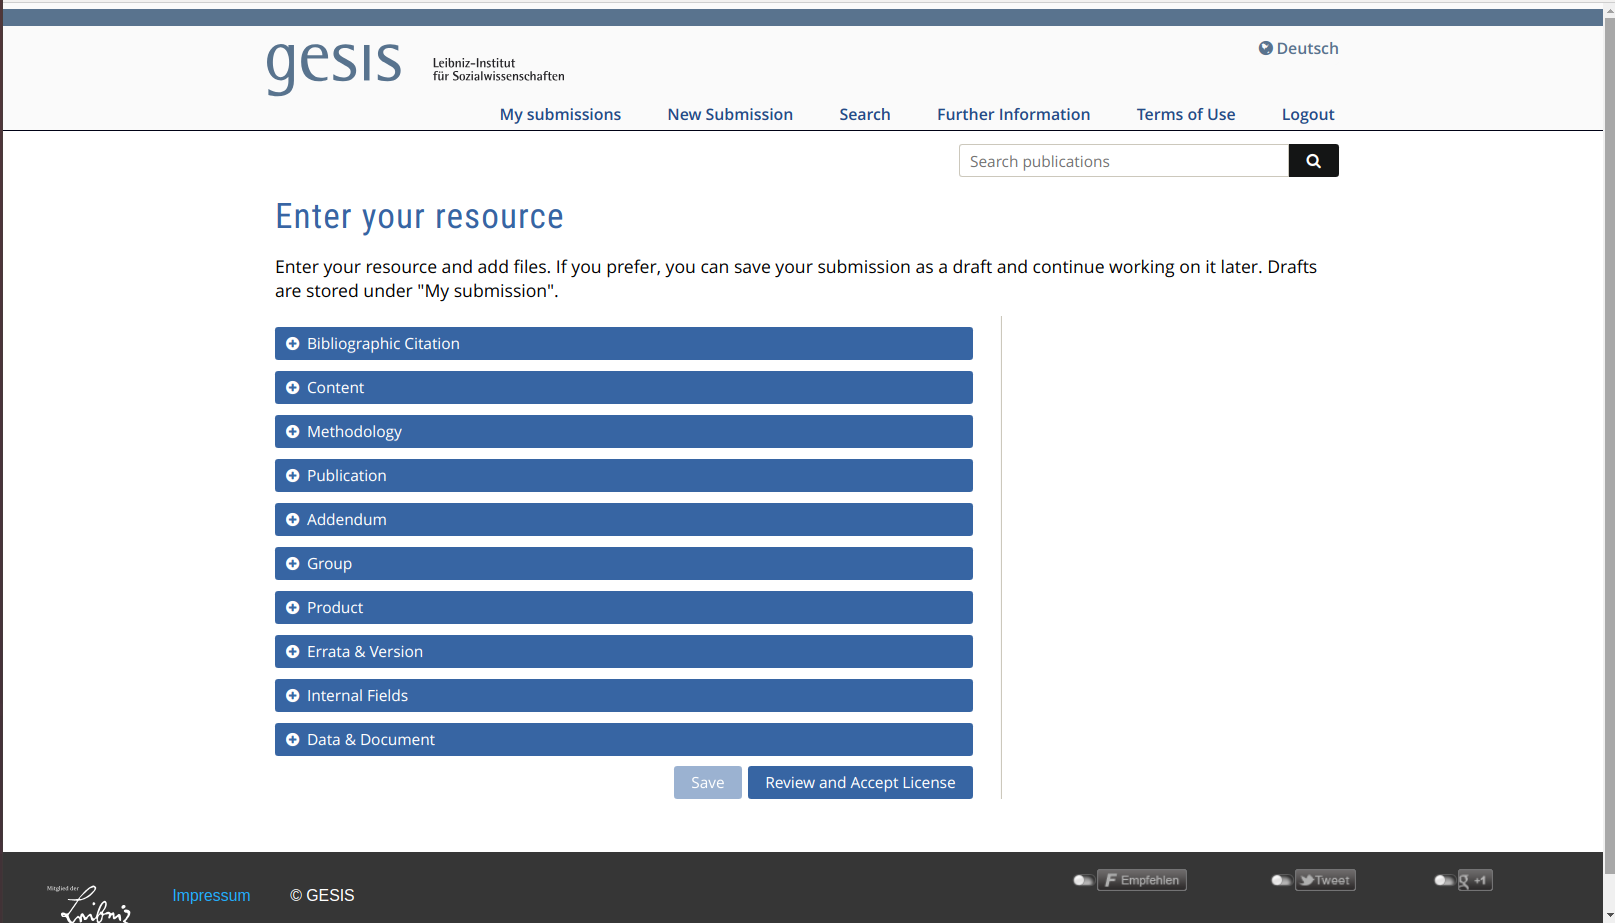 gesis
Leibniz-Institut
für Sozialwissenschaften
Deutsch
My submissions
New Submission
Search
Further Information
Terms of Use
Logout
Search publications
Enter your resource
Enter your resource and add files. If you prefer, you can save your submission as a draft and continue working on it later. Drafts
are stored under "My submission".
Bibliographic Citation
Content
Methodology
Publication
Addendum
Group
Product
Errata & Version
Internal Fields
Data & Document
Save
Review and Accept License
Mitglied der
Leibniz
Impressum
© GESIS
Empfehlen
Tweet
g +1